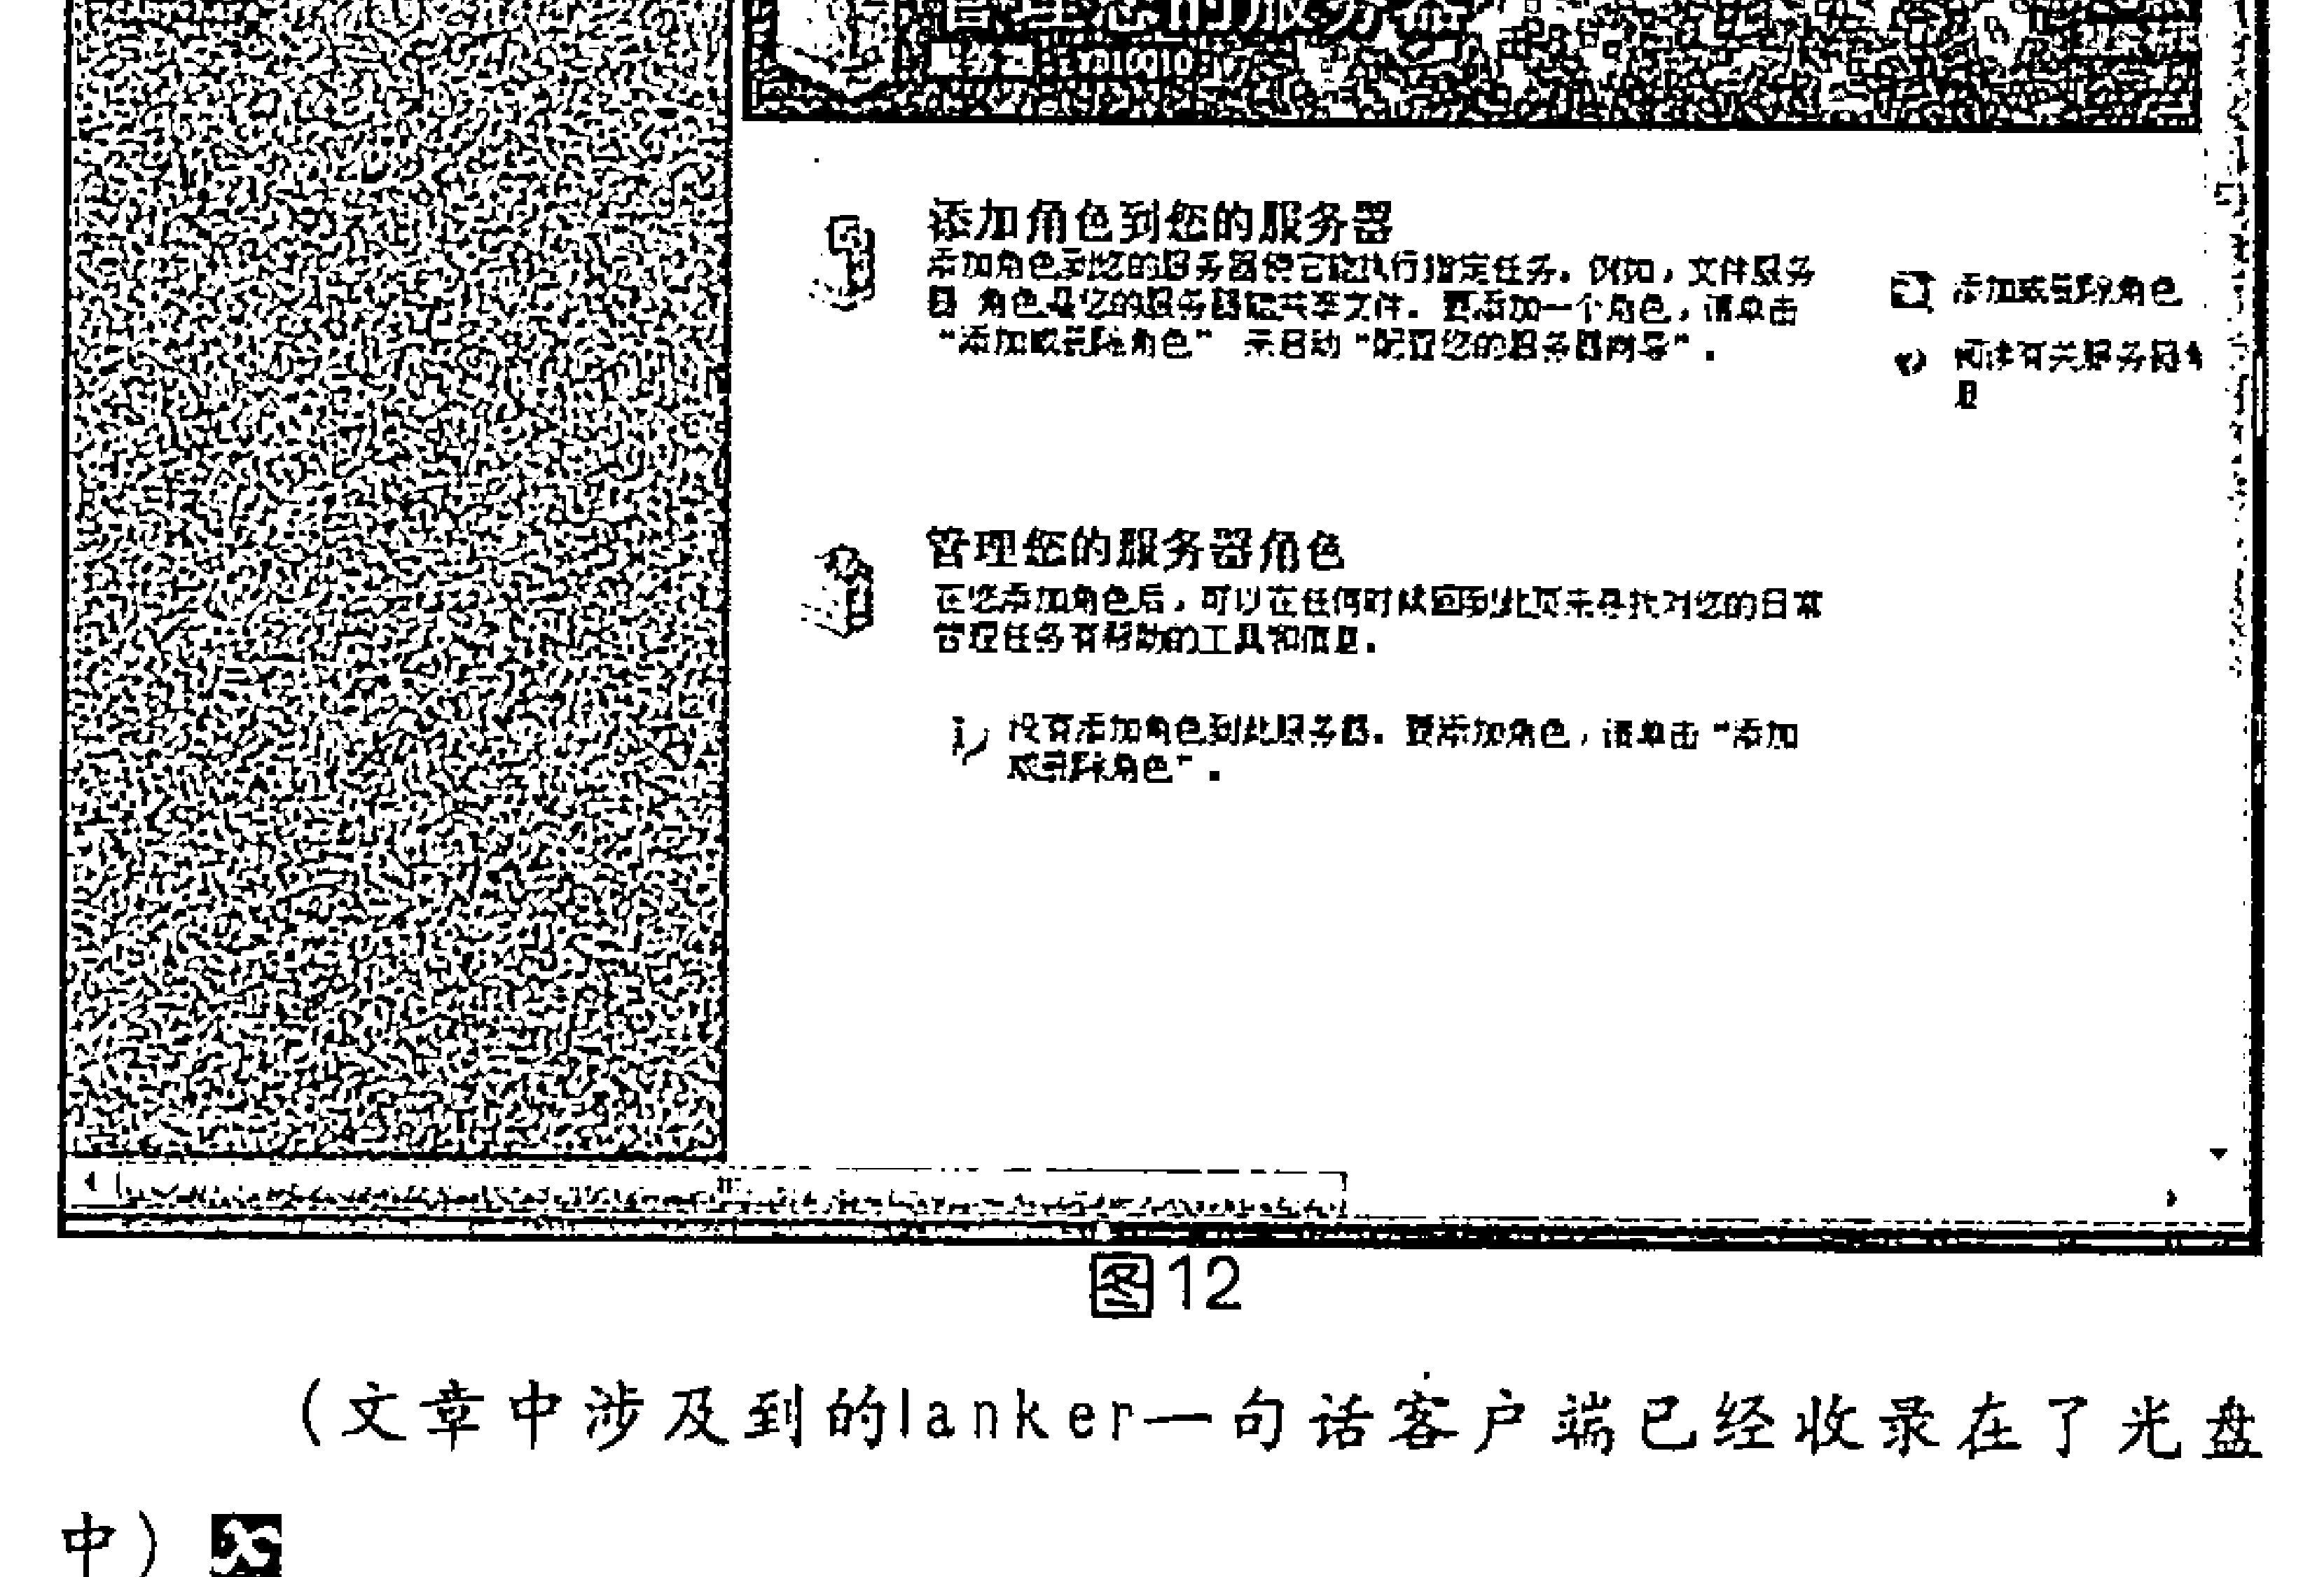 管理您的服务器
添加角色到您的服务器
添加角色到您的服务器使它能执行指定任务。例如，文件服务
器 角色是您的服务器能共享文件。要添加一个角色，请单击
“添加或删除角色” 来启动“配置您的服务器向导”。
添加或删除角色
阅读有关服务器
管理您的服务器角色
在您添加角色后，可以在任何时候回到此页来寻找对您的日常
管理任务有帮助的工具和信息。
没有添加角色到此服务器。要添加角色，请单击“添加
或删除角色”。
图12
(文章中涉及到的lanker一句话客户端已经收录在了光盘
中)